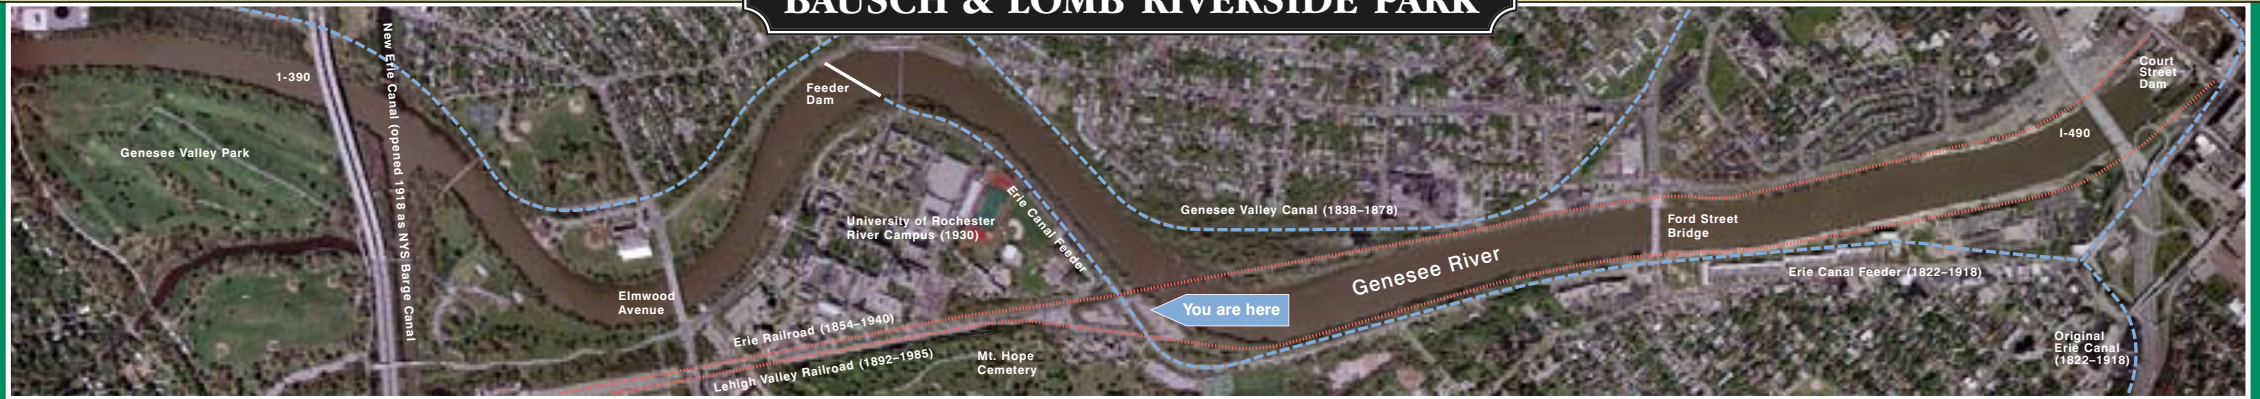 BAUSCH & LOMB RIVERSIDE PARK
1-390
New Erie Canal (opened 1918 as NYS Barge Canal
Genesee Valley Park
Feeder
Dam
University of Rochester
River Campus (1930)
Erie Canal Feeder
Elmwood
Avenue
Erie Railroad (1854–1940)
Lehigh Valley Railroad (1892–1985)
Mt. Hope
Cemetery
You are here
Genesee Valley Canal (1838–1878)
Genesee River
Ford Street
Bridge
Erie Canal Feeder (1822–1918)
Court
Street
Dam
I-490
Original
Erie Canal
(1822–1918)